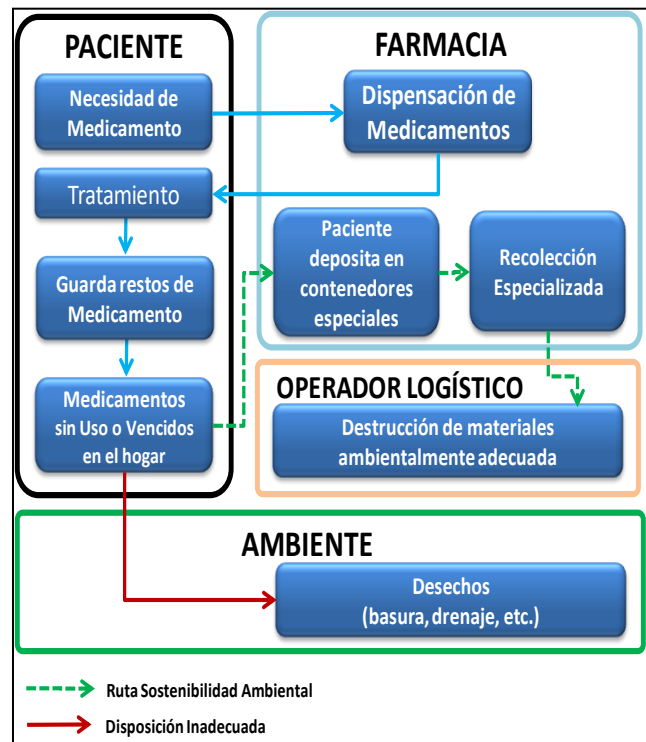 PACIENTE
Necesidad de
Medicamento
Tratamiento
Guarda restos de
Medicamento
Medicamentos
sin Uso o Vencidos
en el hogar
FARMACIA
Dispensación de
Medicamentos
Paciente
deposita en
contenedores
especiales
Recolección
Especializada
OPERADOR LOGÍSTICO
Destrucción de materiales
ambientalmente adecuada
AMBIENTE
Desechos
(basura, drenaje, etc.)
Ruta Sostenibilidad Ambiental
Disposición Inadecuada